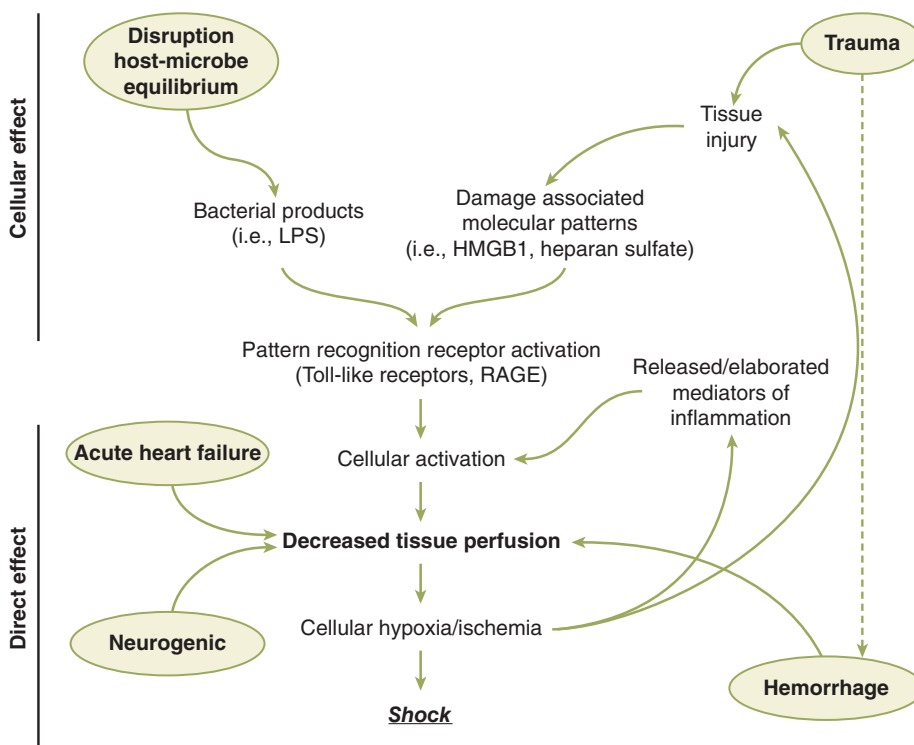 Disruption
host-microbe
equilibrium
Trauma
Cellular effect
Tissue
injury
Bacterial products
(i.e., LPS)
Damage associated
molecular patterns
(i.e., HMGB1, heparan sulfate)
Pattern recognition receptor activation
(Toll-like receptors, RAGE)
Released/elaborated
mediators of
inflammation
Direct effect
Acute heart failure
Cellular activation
Decreased tissue perfusion
Neurogenic
Cellular hypoxia/ischemia
Hemorrhage
Shock